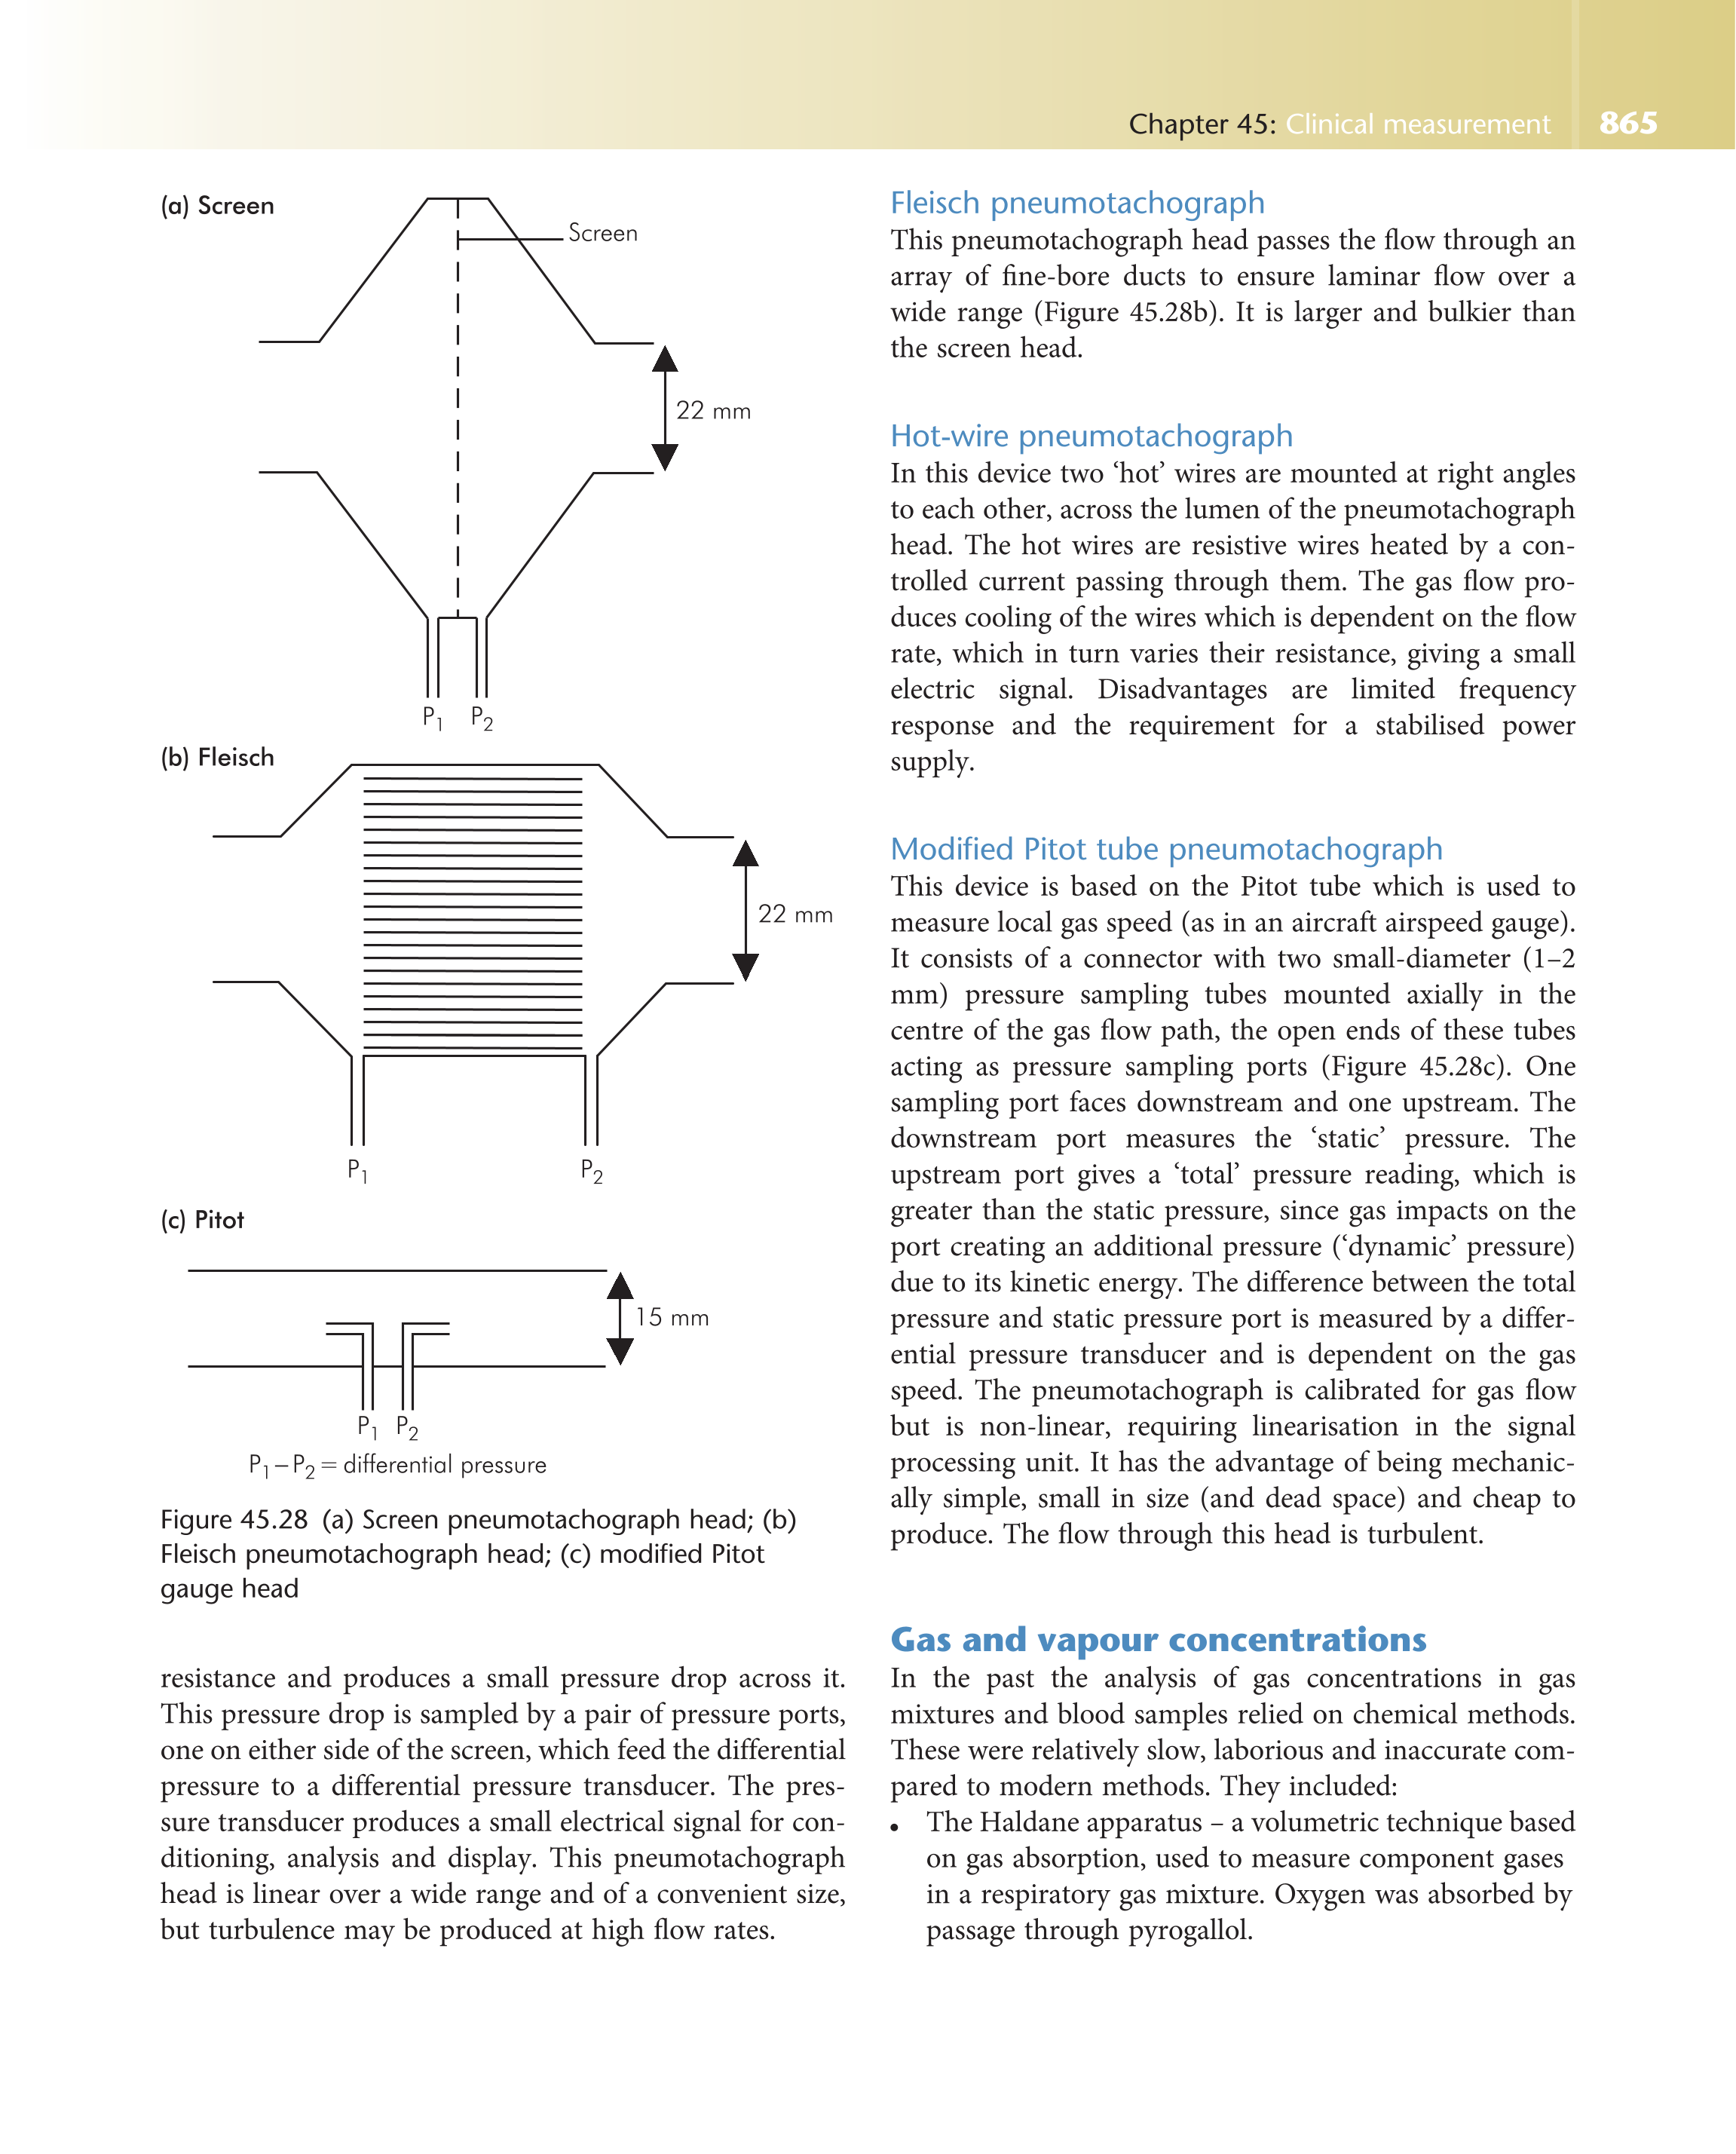 Chapter 45: Clinical measurement 865
(a) Screen
Screen
22 mm
P1 P2
(b) Fleisch
22 mm
P1 P2
(c) Pitot
15 mm
P1 P2
P1 – P2 = differential pressure
Figure 45.28 (a) Screen pneumotachograph head; (b)
Fleisch pneumotachograph head; (c) modified Pitot
gauge head
resistance and produces a small pressure drop across it.
This pressure drop is sampled by a pair of pressure ports,
one on either side of the screen, which feed the differential
pressure to a differential pressure transducer. The pres-
sure transducer produces a small electrical signal for con-
ditioning, analysis and display. This pneumotachograph
head is linear over a wide range and of a convenient size,
but turbulence may be produced at high flow rates.
Fleisch pneumotachograph
This pneumotachograph head passes the flow through an
array of fine-bore ducts to ensure laminar flow over a
wide range (Figure 45.28b). It is larger and bulkier than
the screen head.
Hot-wire pneumotachograph
In this device two ‘hot’ wires are mounted at right angles
to each other, across the lumen of the pneumotachograph
head. The hot wires are resistive wires heated by a con-
trolled current passing through them. The gas flow pro-
duces cooling of the wires which is dependent on the flow
rate, which in turn varies their resistance, giving a small
electric signal. Disadvantages are limited frequency
response and the requirement for a stabilised power
supply.
Modified Pitot tube pneumotachograph
This device is based on the Pitot tube which is used to
measure local gas speed (as in an aircraft airspeed gauge).
It consists of a connector with two small-diameter (1–2
mm) pressure sampling tubes mounted axially in the
centre of the gas flow path, the open ends of these tubes
acting as pressure sampling ports (Figure 45.28c). One
sampling port faces downstream and one upstream. The
downstream port measures the ‘static’ pressure. The
upstream port gives a ‘total’ pressure reading, which is
greater than the static pressure, since gas impacts on the
port creating an additional pressure (‘dynamic’ pressure)
due to its kinetic energy. The difference between the total
pressure and static pressure port is measured by a differ-
ential pressure transducer and is dependent on the gas
speed. The pneumotachograph is calibrated for gas flow
but is non-linear, requiring linearisation in the signal
processing unit. It has the advantage of being mechanic-
ally simple, small in size (and dead space) and cheap to
produce. The flow through this head is turbulent.
Gas and vapour concentrations
In the past the analysis of gas concentrations in gas
mixtures and blood samples relied on chemical methods.
These were relatively slow, laborious and inaccurate com-
pared to modern methods. They included:
• The Haldane apparatus – a volumetric technique based
on gas absorption, used to measure component gases
in a respiratory gas mixture. Oxygen was absorbed by
passage through pyrogallol.